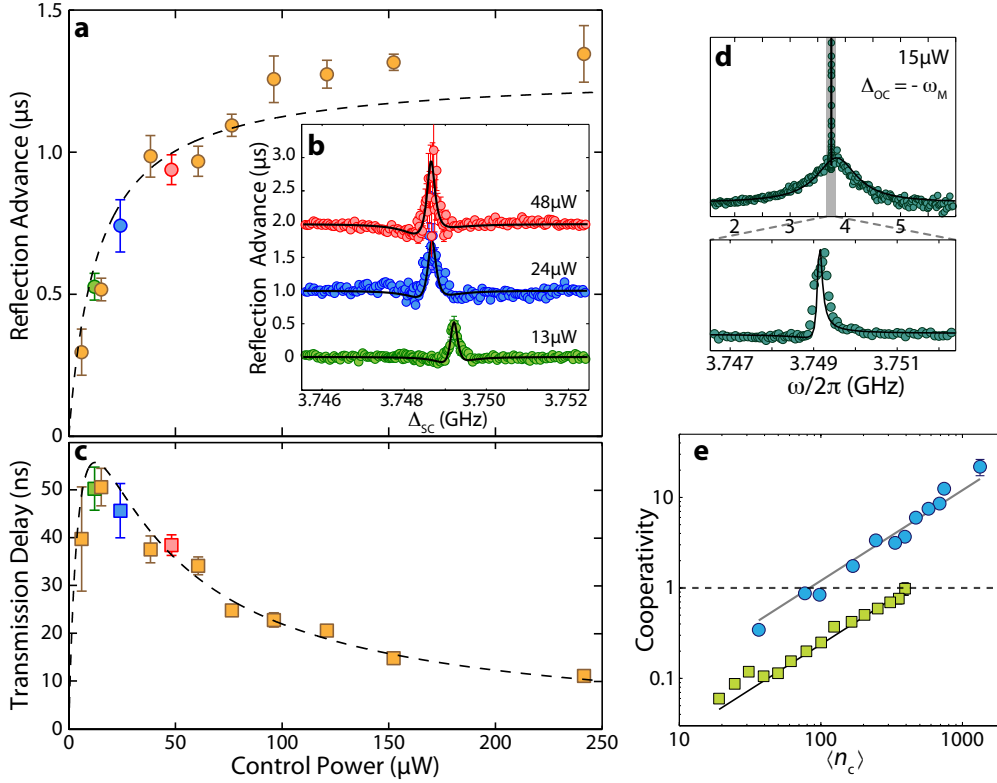 a
1.5
1.0
0.5
0
Reflection Advance (μs)
b
3.0
2.0
1.0
0.5
0
Reflection Advance (μs)
48μW
24μW
13μW
3.746
3.748
3.750
3.752
Δ_SC (GHz)
c
60
50
40
30
20
10
0
Transmission Delay (ns)
0
50
100
150
200
250
Control Power (μW)
d
15μW
Δ_OC = - ω_M
2
3
4
5
3.747
3.749
3.751
ω/2π (GHz)
e
10
1
0.1
Cooperativity
10
100
1000
⟨n_c⟩